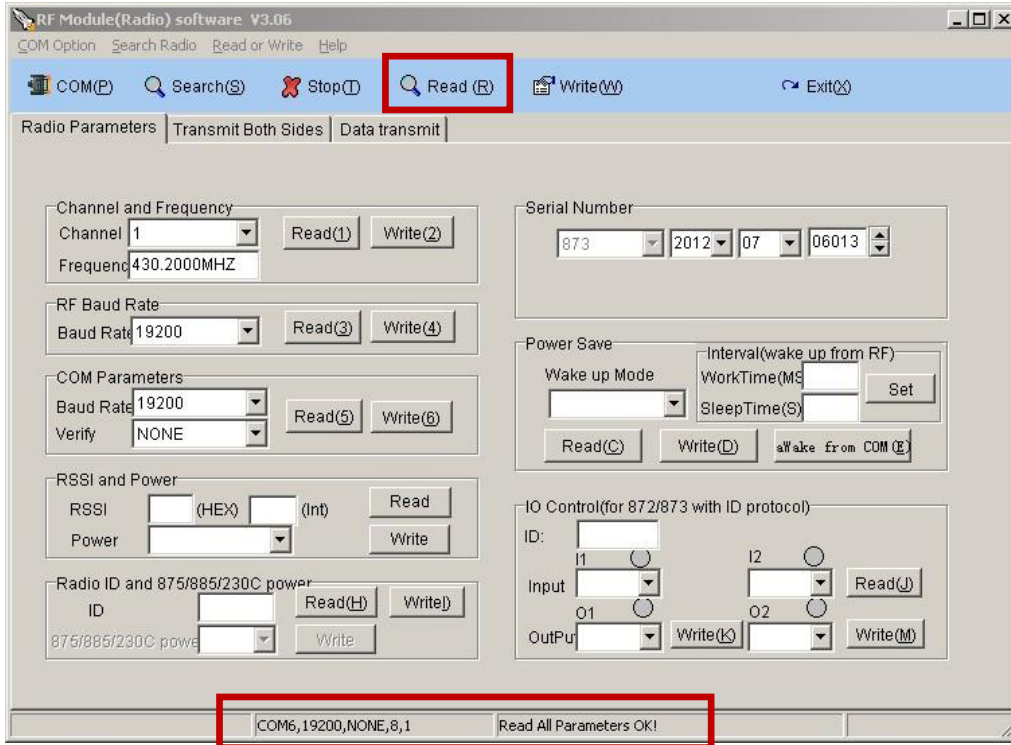 RF Module(Radio) software V3.06
COM Option Search Radio Read or Write Help
COM(P) Search(S) Stop(T) Read (R) Write(W) Exit(X)
Radio Parameters Transmit Both Sides Data transmit
Channel and Frequency
Channel 1 Read(1) Write(2)
Frequenc 430.2000MHZ
RF Baud Rate
Baud Rate 19200 Read(3) Write(4)
COM Parameters
Baud Rate 19200
Read(5) Write(6)
Verify NONE
RSSI and Power
RSSI (HEX) (Int) Read
Power Write
Radio ID and 875/885/230C power
ID Read(H) WriteI)
875/885/230C powe Write
Serial Number
873 2012 07 06013
Power Save
Wake up Mode
Interval(wake up from RF)
WorkTime(MS
Set
SleepTime(S)
Read(C) Write(D) aWake from COM(E)
IO Control(for 872/873 with ID protocol)
ID:
I1 I2
Input Read(J)
O1 O2
OutPu Write(K) Write(M)
COM6,19200,NONE,8,1 Read All Parameters OK!